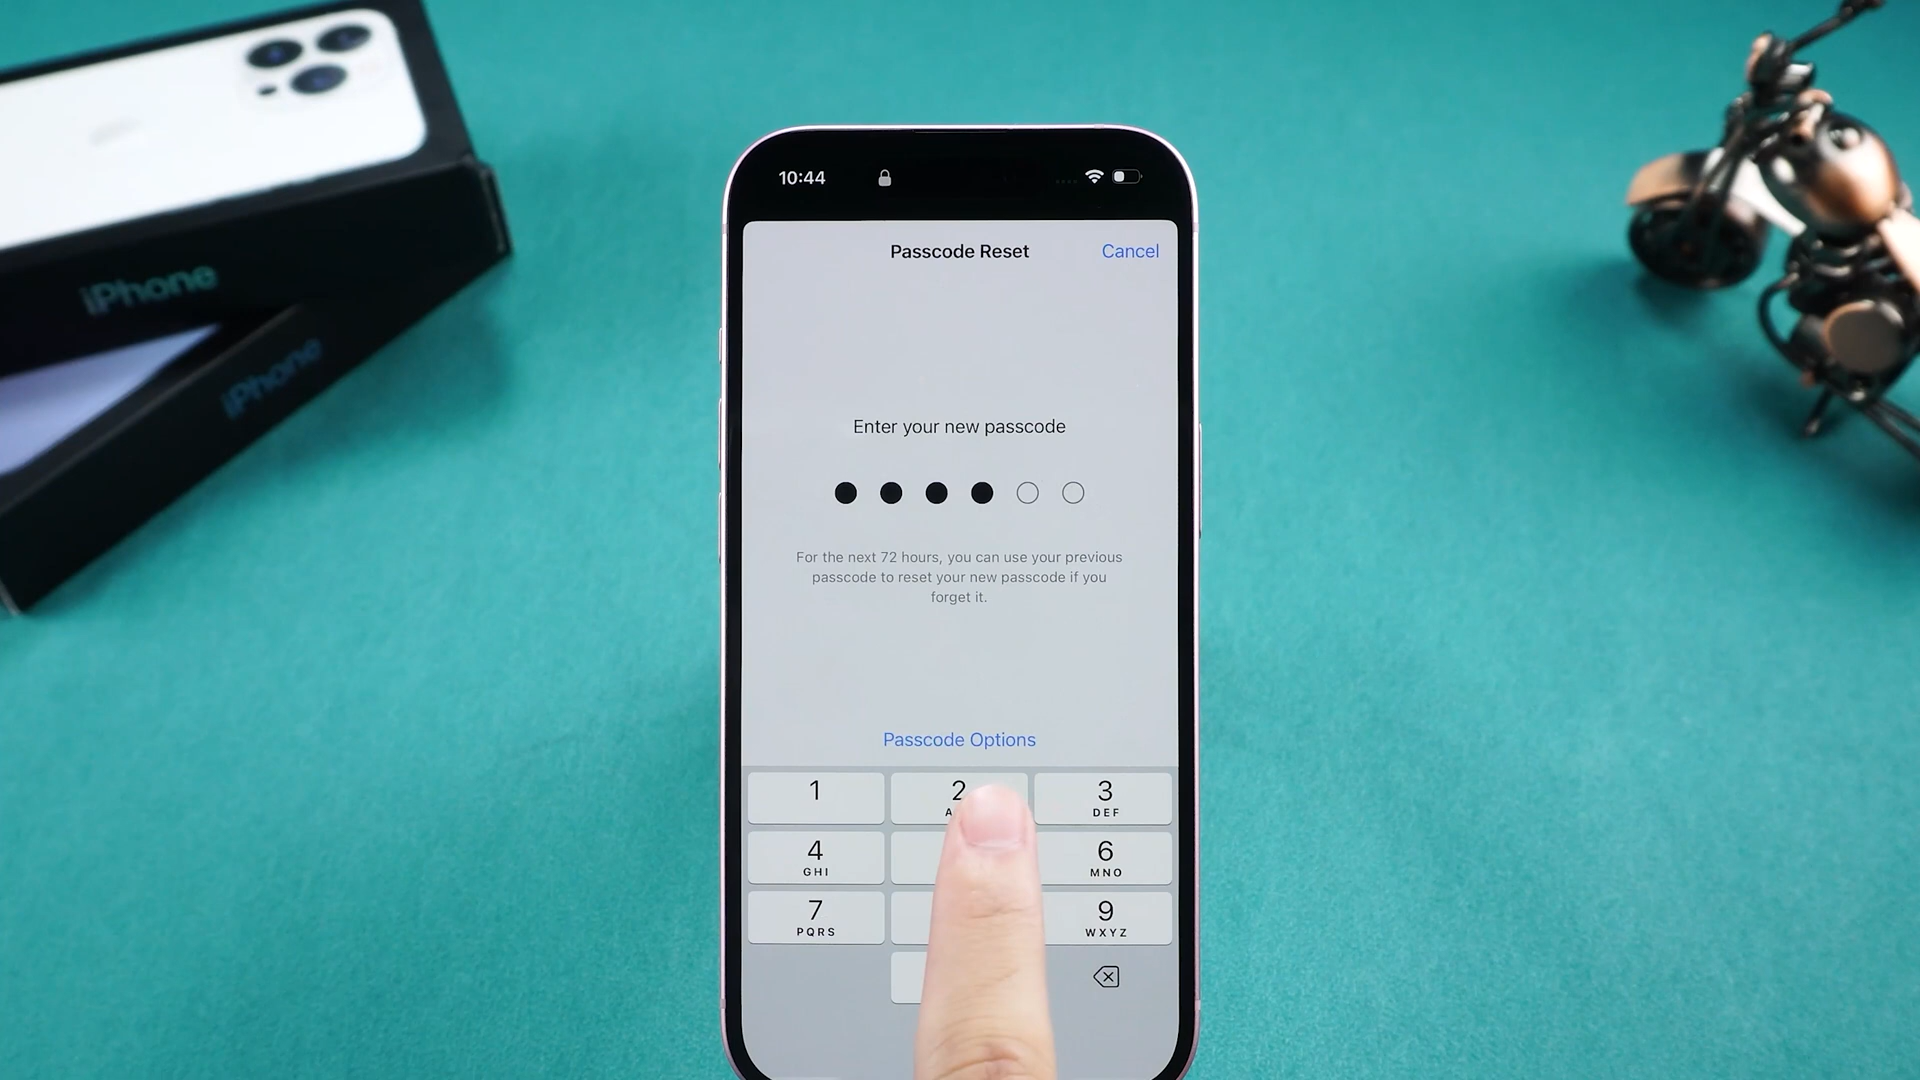 iPhone
iPhone
10:44
Passcode Reset
Cancel
Enter your new passcode
For the next 72 hours, you can use your previous
passcode to reset your new passcode if you
forget it.
Passcode Options
1
2
A
3
DEF
4
GHI
6
MNO
7
PQRS
9
WXYZ